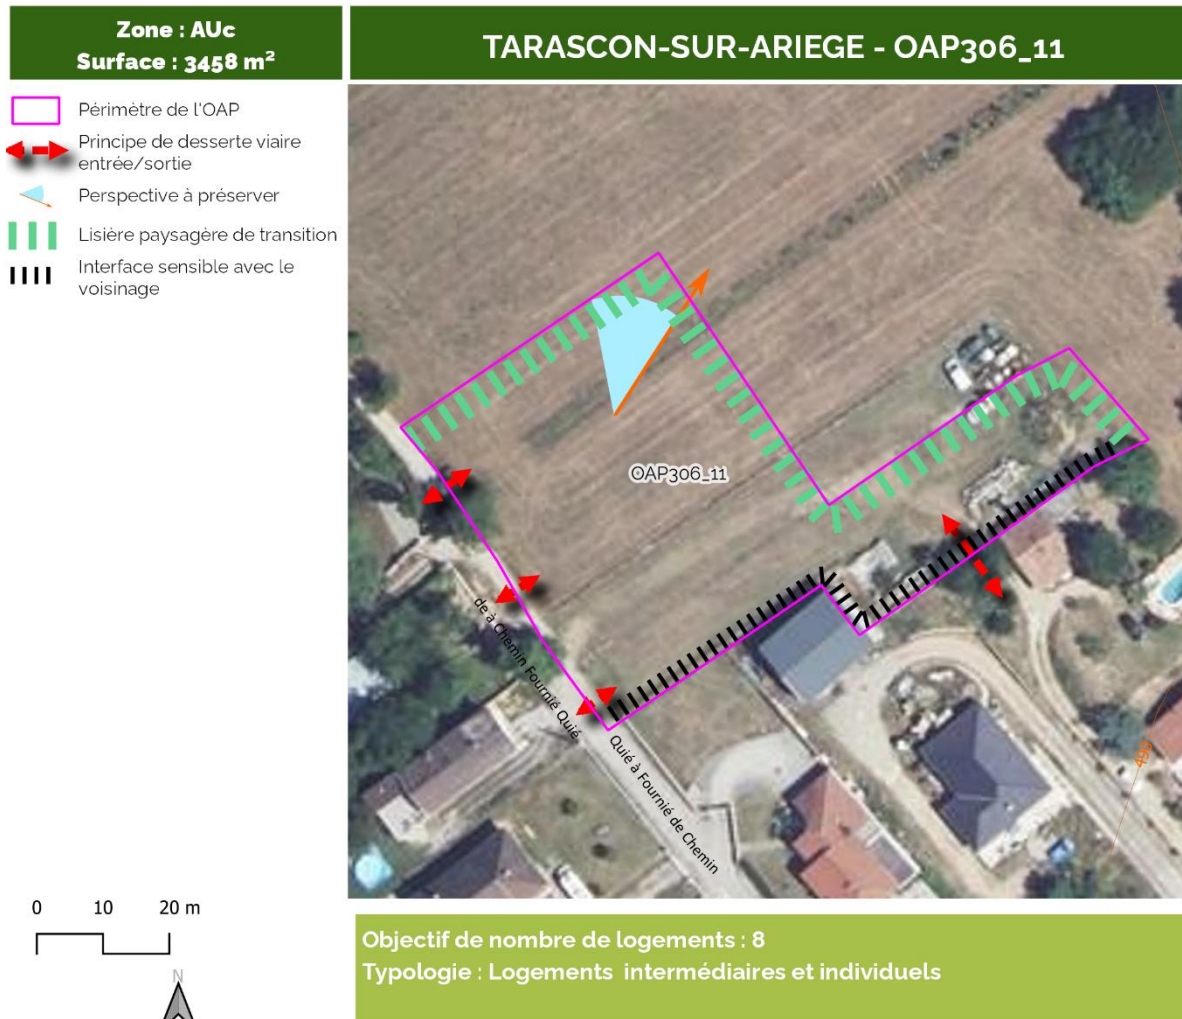 Zone : AUc
Surface : 3458 m²
TARASCON-SUR-ARIEGE - OAP306_11
Périmètre de l'OAP
Principe de desserte viaire
entrée/sortie
Perspective à préserver
Lisière paysagère de transition
Interface sensible avec le
voisinage
OAP306_11
de à Chemin Fournié Quié
Quié à Fournié de Chemin
490
0 10 20 m
N
Objectif de nombre de logements : 8
Typologie : Logements intermédiaires et individuels